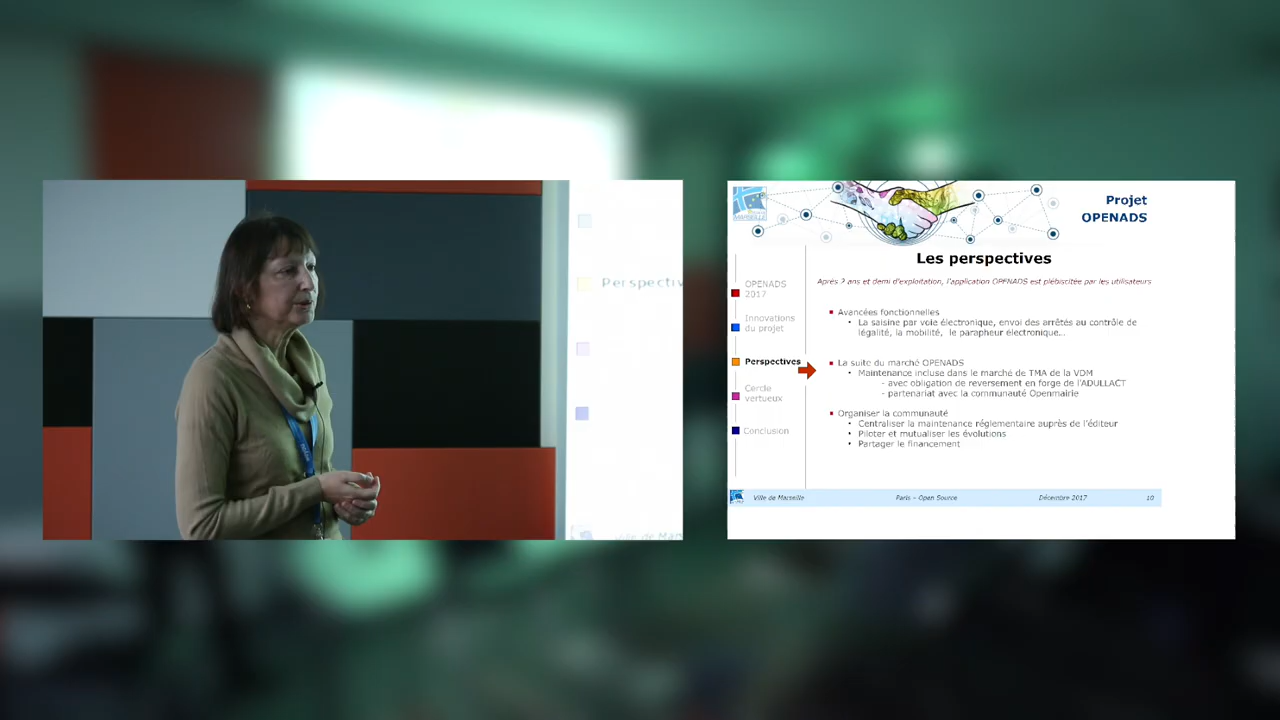 Perspectiv
Ville de Mar
MARSEILLE
Projet
OPENADS
Les perspectives
Après 7 ans et demi d'exploitation, l'application OPENADS est plébiscitée par les utilisateurs
OPENADS
2017
Innovations
du projet
Perspectives
Cercle
vertueux
Conclusion
Avancées fonctionnelles
La saisine par voie électronique, envoi des arrêtés au contrôle de
légalité, la mobilité, le parapheur électronique...
La suite du marché OPENADS
Maintenance incluse dans le marché de TMA de la VDM
- avec obligation de reversement en forge de l'ADULLACT
- partenariat avec la communauté Openmairie
Organiser la communauté
Centraliser la maintenance réglementaire auprès de l'éditeur
Piloter et mutualiser les évolutions
Partager le financement
Ville de Marseille
Paris – Open Source
Décembre 2017
10